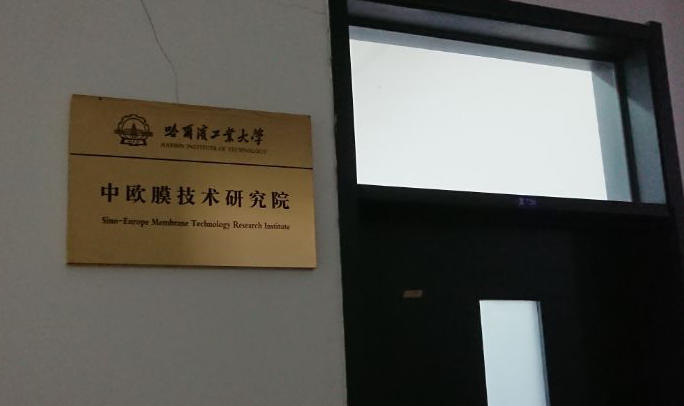 哈尔滨工业大学
HARBIN INSTITUTE OF TECHNOLOGY
中欧膜技术研究院
Sino-Europe Membrane Technology Research Institute